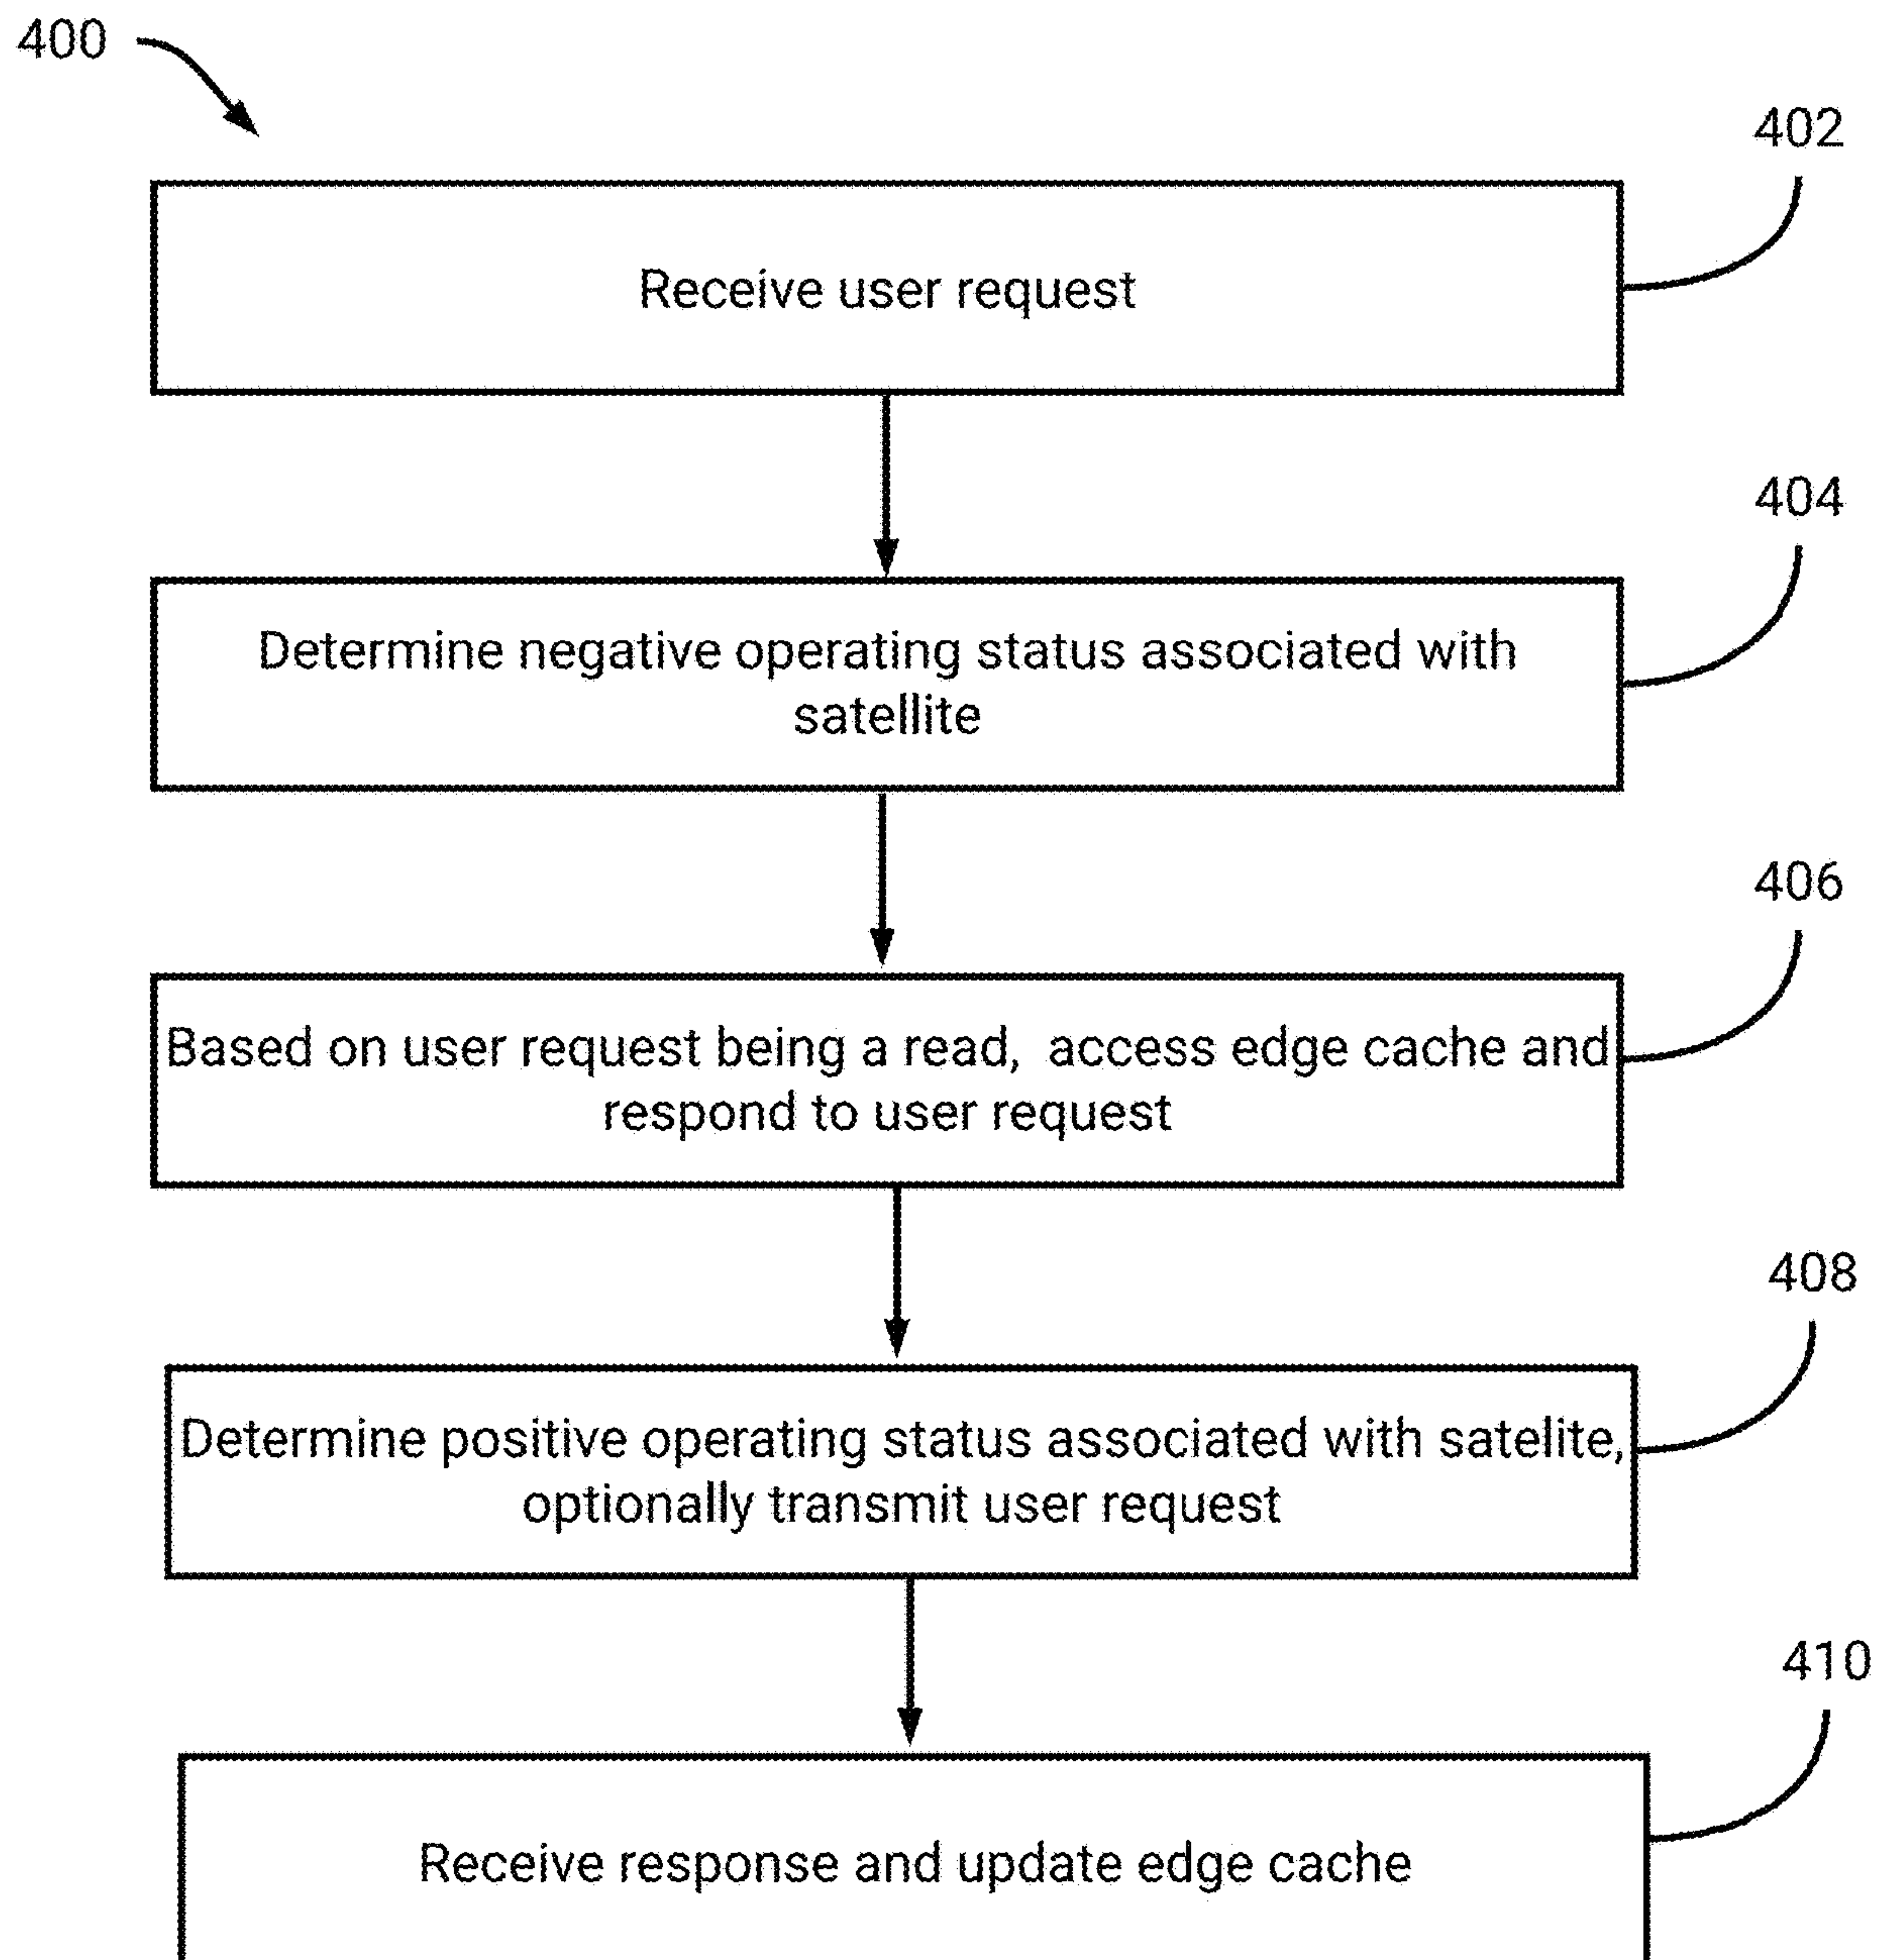 400
402
Receive user request
404
Determine negative operating status associated with
satellite
406
Based on user request being a read, access edge cache and
respond to user request
408
Determine positive operating status associated with satelite,
optionally transmit user request
410
Receive response and update edge cache